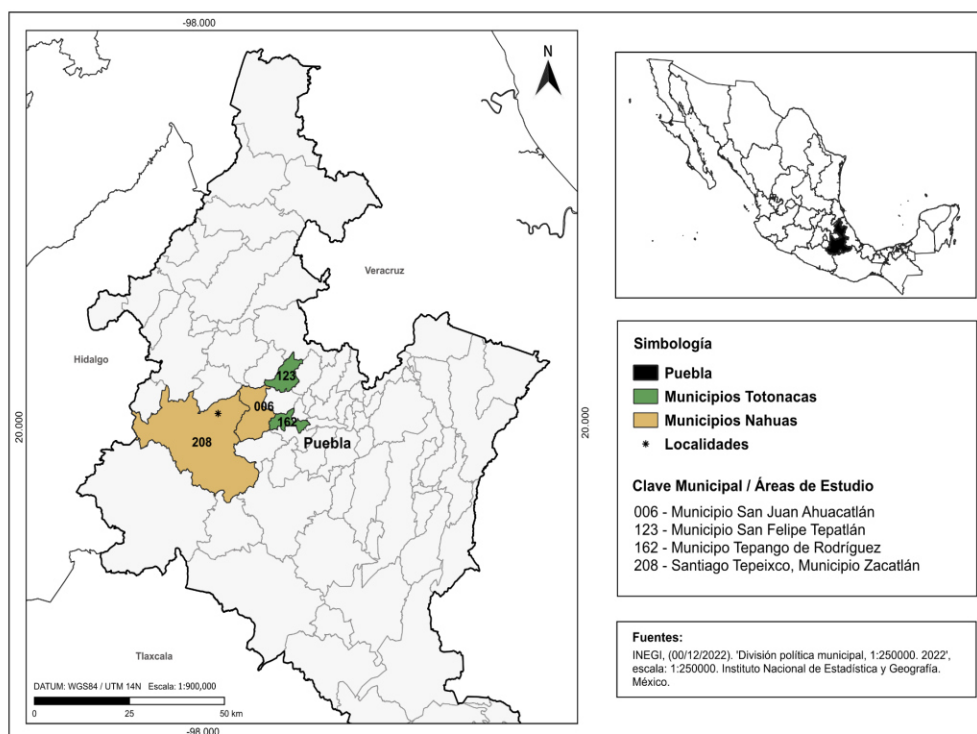 -98.000
N
Veracruz
Hidalgo
123
006
20.000
20.000
162
208
Puebla
Tlaxcala
DATUM: WGS84 / UTM 14N Escala: 1:900,000
0 25 50 km
-98.000
Simbología
Puebla
Municipios Totonacas
Municipios Nahuas
* Localidades
Clave Municipal / Áreas de Estudio
006 - Municipio San Juan Ahuacatlán
123 - Municipio San Felipe Tepatlán
162 - Municipo Tepango de Rodríguez
208 - Santiago Tepeixco, Municipio Zacatlán
Fuentes:
INEGI, (00/12/2022). 'División política municipal, 1:250000. 2022',
escala: 1:250000. Instituto Nacional de Estadística y Geografía.
México.